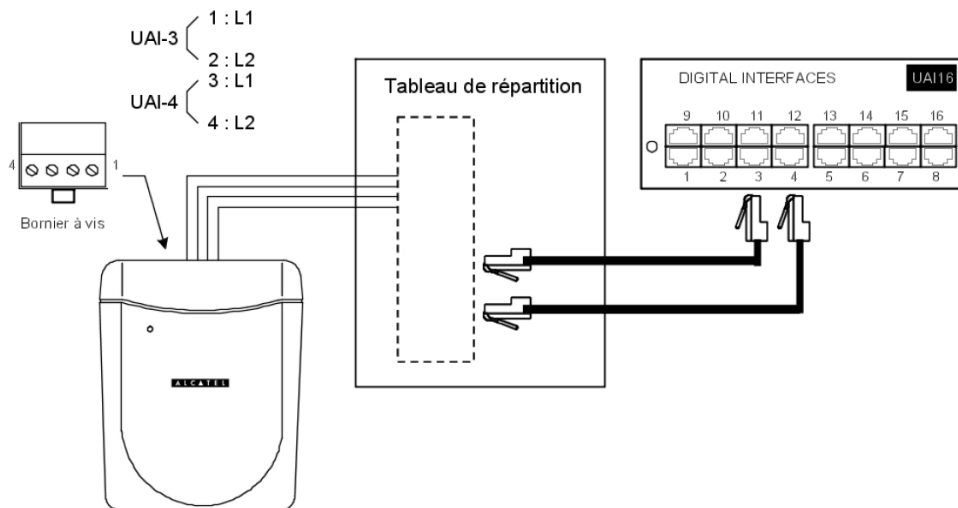 UAI-3
1 : L1
2 : L2
UAI-4
3 : L1
4 : L2
4
1
Bornier à vis
ALCATEL
Tableau de répartition
DIGITAL INTERFACES
UAI16
9 10 11 12 13 14 15 16
1 2 3 4 5 6 7 8